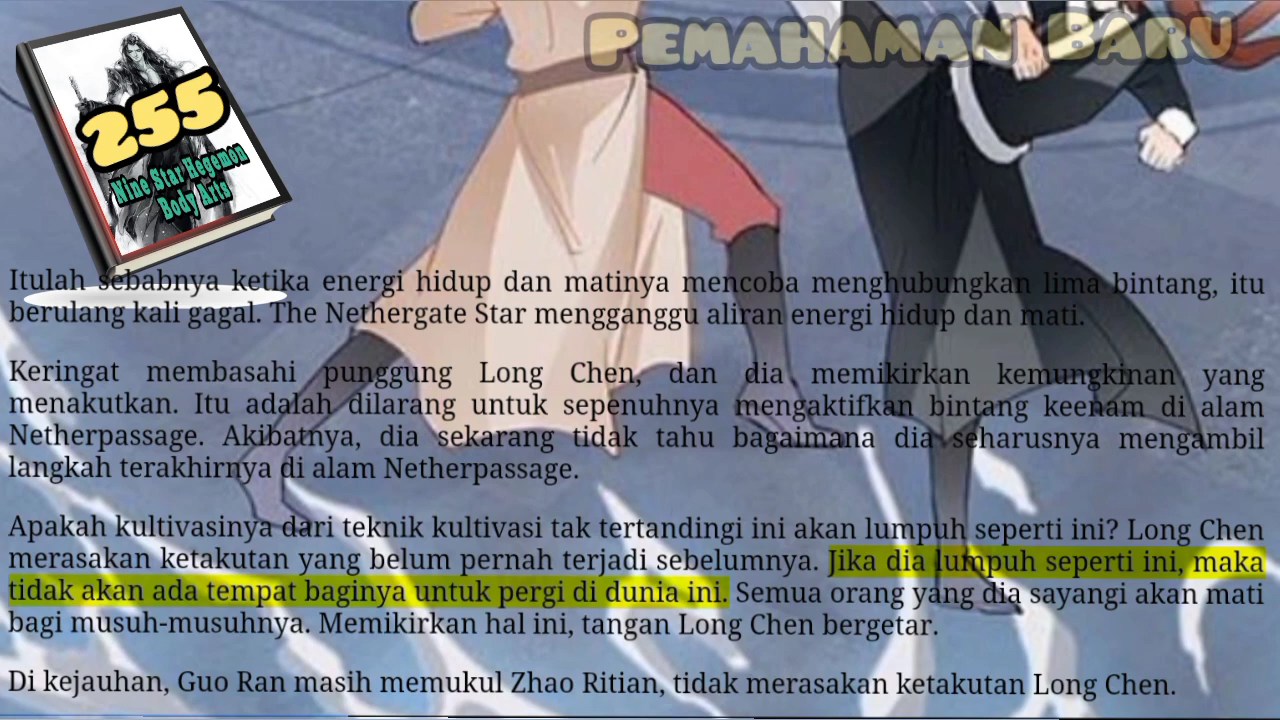 Pemahaman Baru
255
Nine Star Hegemon
Body Arts
Itulah sebabnya ketika energi hidup dan matinya mencoba menghubungkan lima bintang, itu
berulang kali gagal. The Nethergate Star mengganggu aliran energi hidup dan mati.
Keringat membasahi punggung Long Chen, dan dia memikirkan kemungkinan yang
menakutkan. Itu adalah dilarang untuk sepenuhnya mengaktifkan bintang keenam di alam
Netherpassage. Akibatnya, dia sekarang tidak tahu bagaimana dia seharusnya mengambil
langkah terakhirnya di alam Netherpassage.
Apakah kultivasinya dari teknik kultivasi tak tertandingi ini akan lumpuh seperti ini? Long Chen
merasakan ketakutan yang belum pernah terjadi sebelumnya. Jika dia lumpuh seperti ini, maka
tidak akan ada tempat baginya untuk pergi di dunia ini. Semua orang yang dia sayangi akan mati
bagi musuh-musuhnya. Memikirkan hal ini, tangan Long Chen bergetar.
Di kejauhan, Guo Ran masih memukul Zhao Ritian, tidak merasakan ketakutan Long Chen.